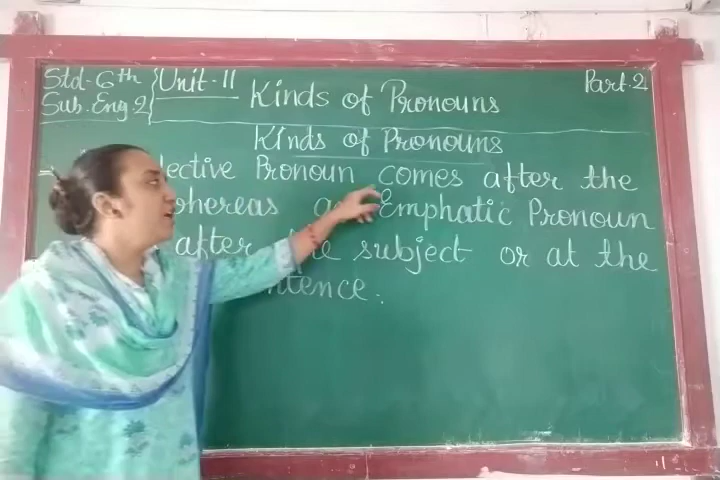 Std-6th
Sub. Eng.2
Unit-11
Kinds of Pronouns
Part.2
Kinds of Pronouns
lective Pronoun comes after the
whereas a Emphatic Pronoun
after the subject or at the
ntence.